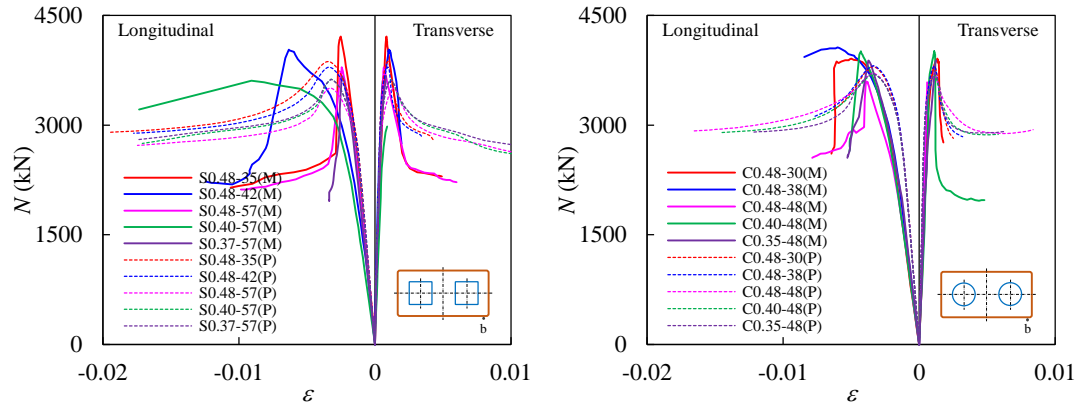 4500
3000
1500
0
N (kN)
Longitudinal
Transverse
S0.48-35(M)
S0.48-42(M)
S0.48-57(M)
S0.40-57(M)
S0.37-57(M)
S0.48-35(P)
S0.48-42(P)
S0.48-57(P)
S0.40-57(P)
S0.37-57(P)
b
-0.02
-0.01
0
0.01
ε
4500
3000
1500
0
N (kN)
Longitudinal
Transverse
C0.48-30(M)
C0.48-38(M)
C0.48-48(M)
C0.40-48(M)
C0.35-48(M)
C0.48-30(P)
C0.48-38(P)
C0.48-48(P)
C0.40-48(P)
C0.35-48(P)
b
-0.02
-0.01
0
0.01
ε